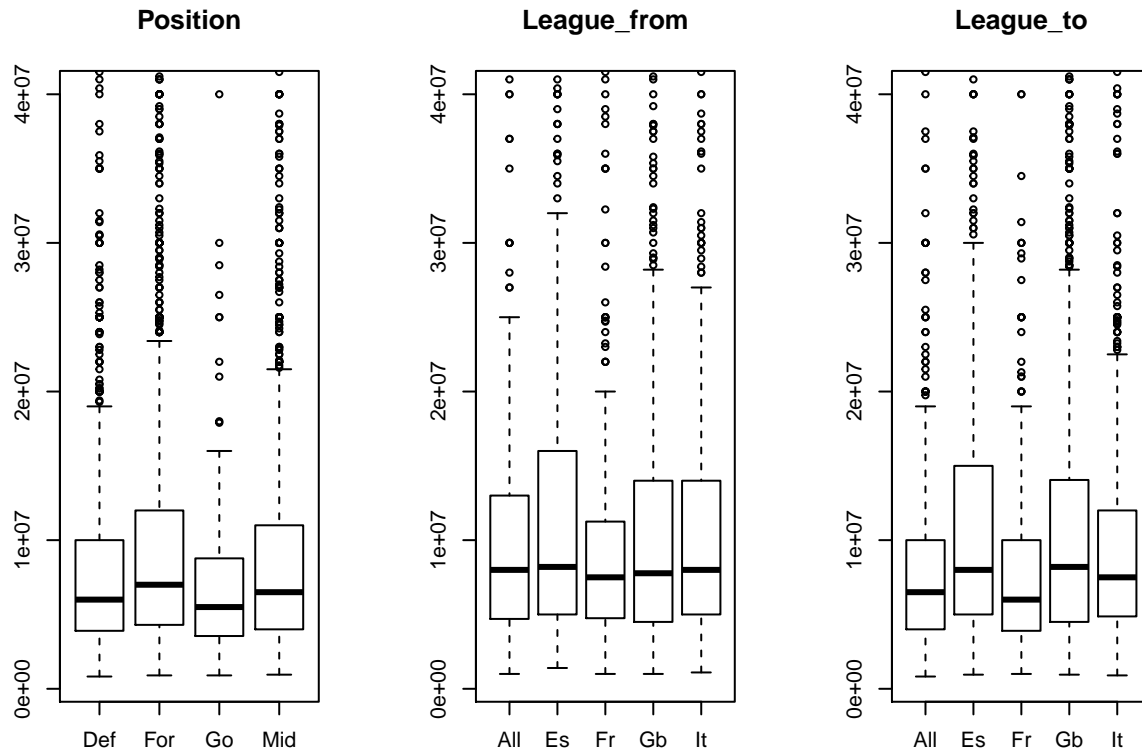 Position
4e+07
3e+07
2e+07
1e+07
0e+00
Def For Go Mid
League_from
4e+07
3e+07
2e+07
1e+07
0e+00
All Es Fr Gb It
League_to
4e+07
3e+07
2e+07
1e+07
0e+00
All Es Fr Gb It